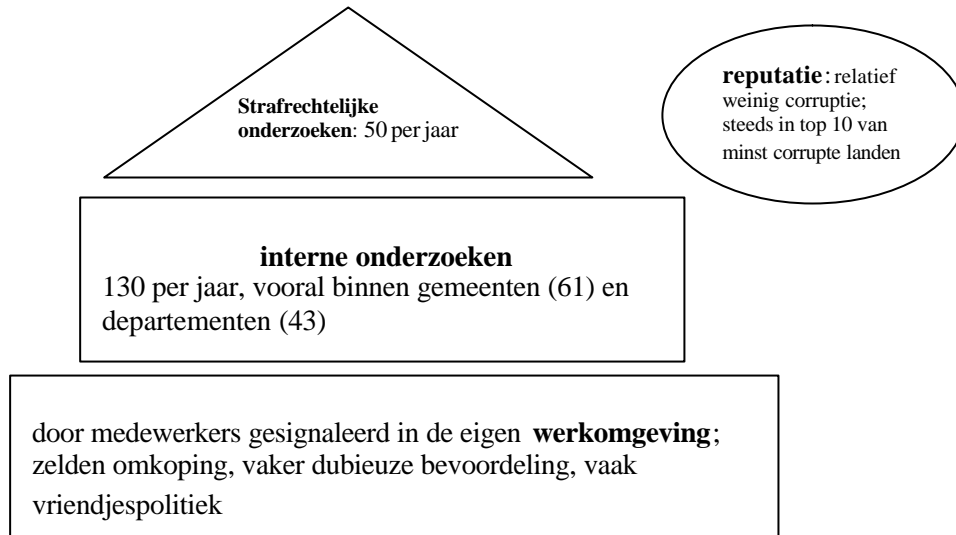 Strafrechtelijke
onderzoeken: 50 per jaar
reputatie: relatief
weinig corruptie;
steeds in top 10 van
minst corrupte landen
interne onderzoeken
130 per jaar, vooral binnen gemeenten (61) en
departementen (43)
door medewerkers gesignaleerd in de eigen werkomgeving;
zelden omkoping, vaker dubieuze bevoordeling, vaak
vriendjespolitiek